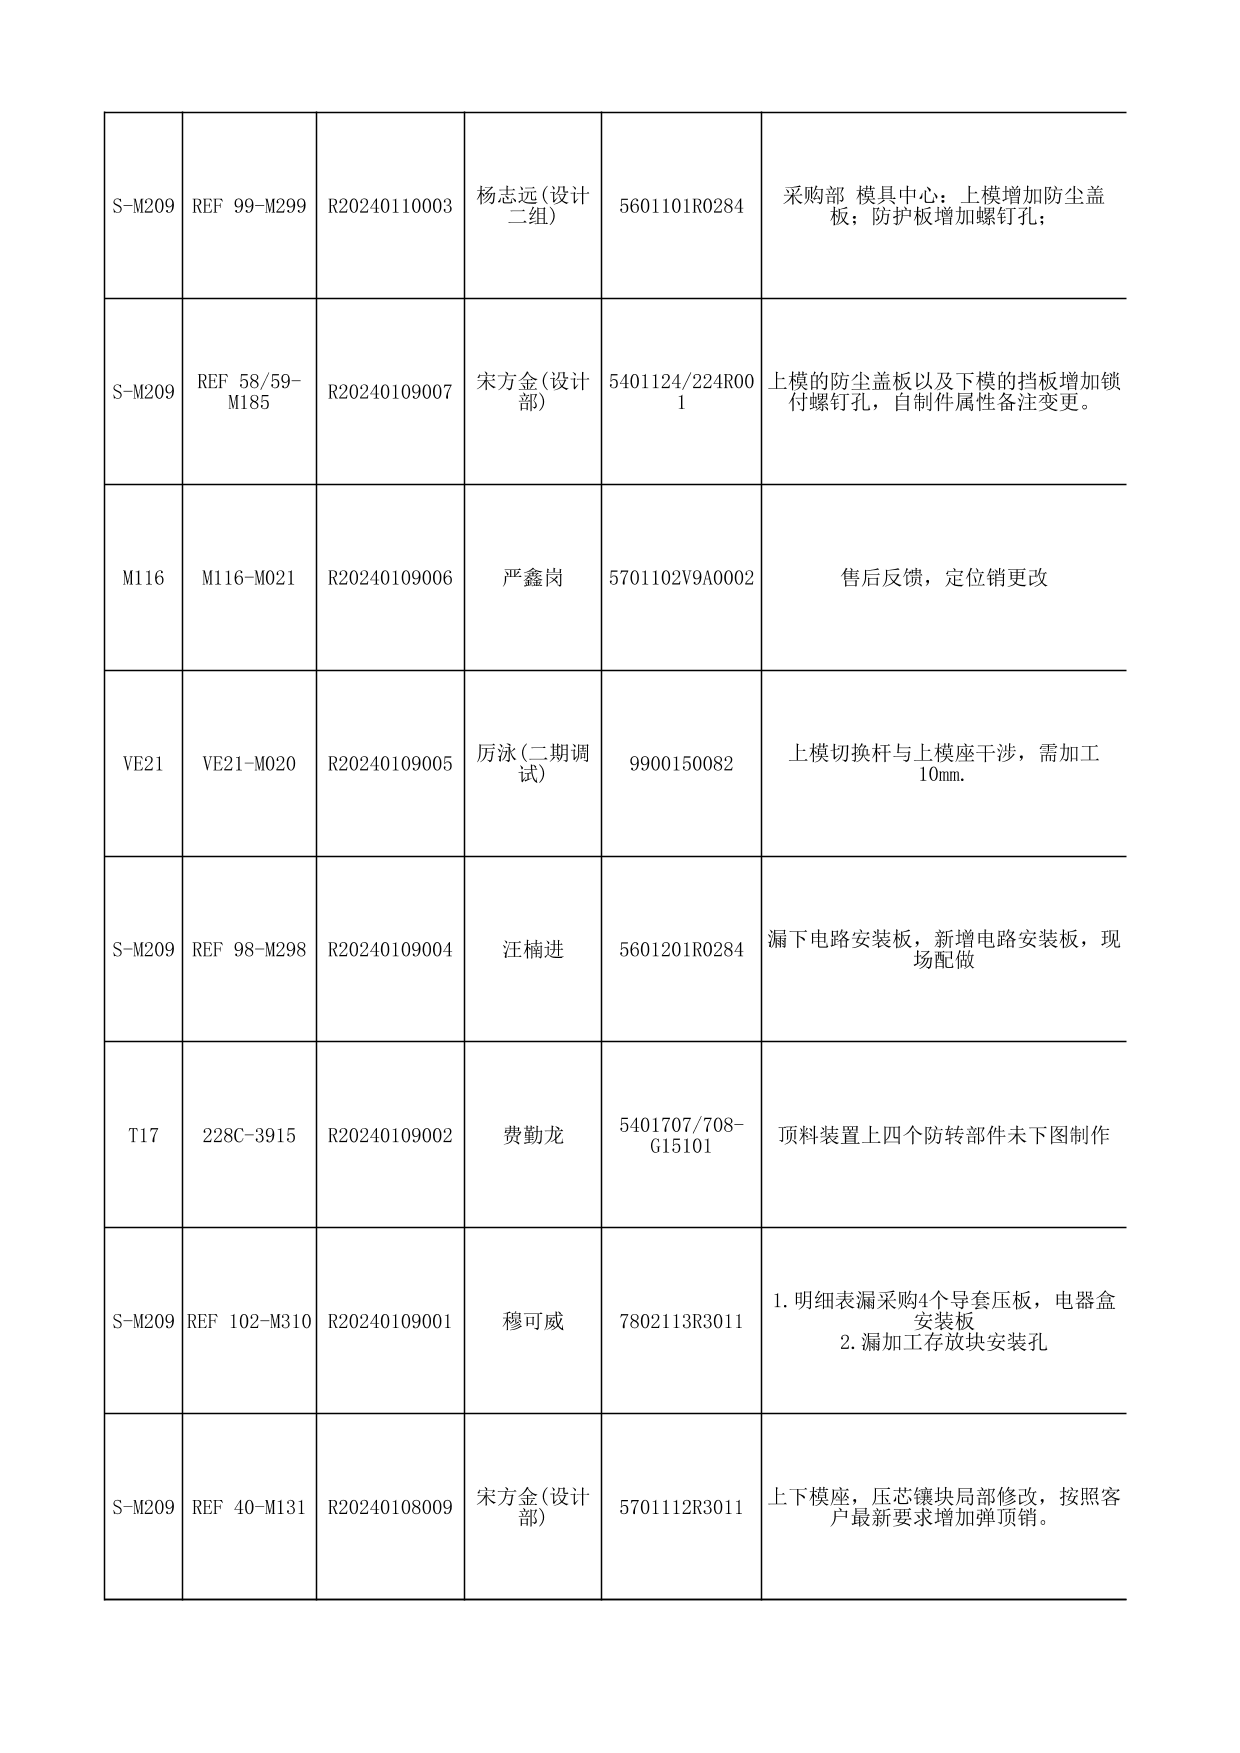 S-M209 REF 99-M299 R20240110003 杨志远(设计 5601101R0284 采购部 模具中心: 上模增加防尘盖
二组) 板; 防护板增加螺钉孔;
S-M209 REF 58/59- R20240109007 宋方金(设计 5401124/224R00 上模的防尘盖板以及下模的挡板增加锁
M185 部) 1 付螺钉孔，自制件属性备注变更。
M116 M116-M021 R20240109006 严鑫岗 5701102V9A0002 售后反馈，定位销更改
VE21 VE21-M020 R20240109005 厉泳(二期调 9900150082 上模切换杆与上模座干涉，需加工
试) 10mm.
S-M209 REF 98-M298 R20240109004 汪楠进 5601201R0284 漏下电路安装板，新增电路安装板，现
场配做
T17 228C-3915 R20240109002 费勤龙 5401707/708- 顶料装置上四个防转部件未下图制作
G15101
S-M209 REF 102-M310 R20240109001 穆可威 7802113R3011 1.明细表漏采购4个导套压板，电器盒
安装板
2.漏加工存放块安装孔
S-M209 REF 40-M131 R20240108009 宋方金(设计 5701112R3011 上下模座，压芯镶块局部修改，按照客
部) 户最新要求增加弹顶销。